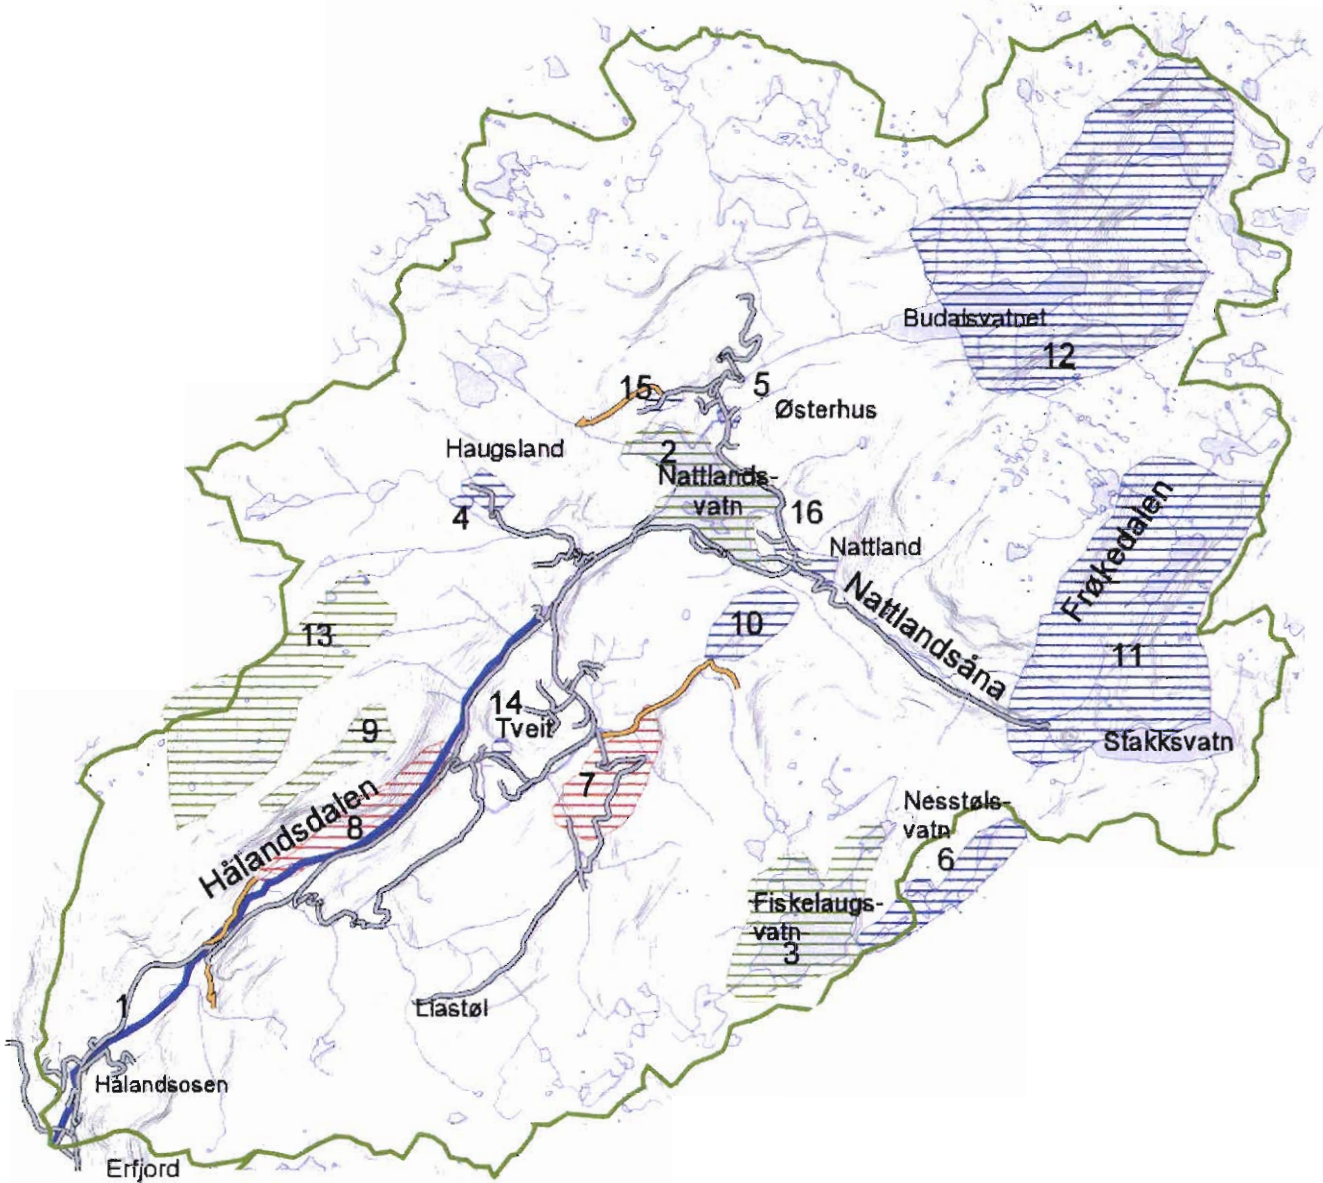 Budalsvatnet
12
15
5
Østerhus
Haugsland
2
Nattlands-
vatn
4
16
Nattland
Frøkedalen
Nattlandsåna
10
13
11
14
Tveit
9
Stakksvatn
7
Hålandsdalen
8
Nesstøls-
vatn
6
Fiskelaugs-
vatn
3
Liastøl
1
Hålandsosen
Erfjord